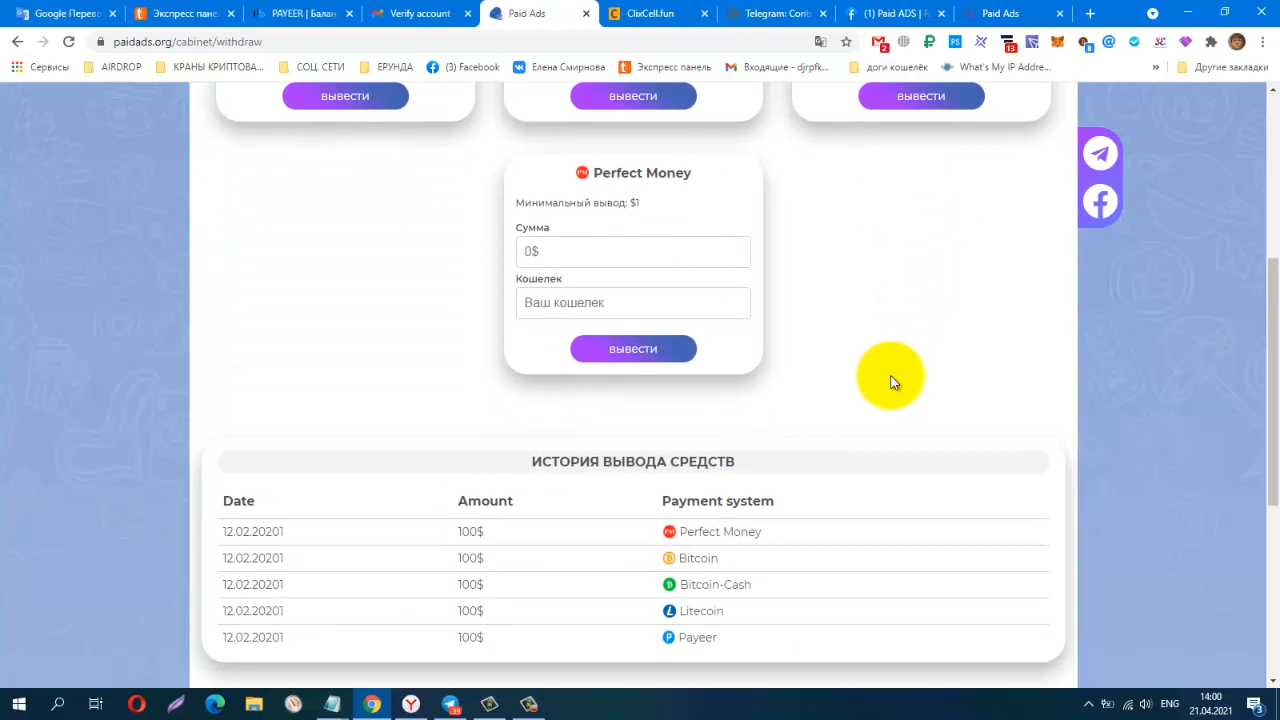 Google Перево
Экспресс пане
PAYEER | Балан
Verify account
Paid Ads
ClixCell.fun
Telegram: Cont
(1) Paid ADS | F
Paid Ads
paidads.org/cabinet/withdraw
Сервисы
AIRDROP
КРАНЫ КРИПТОВА...
СОЦ. СЕТИ
ЕРУНДА
(3) Facebook
Елена Смирнова
Экспресс панель
Входящие - djrpfk...
доги кошелёк
What's My IP Addre...
»
Другие закладки
вывести вывести вывести
Perfect Money
Минимальный вывод: $1
Сумма
0$
Кошелек
Ваш кошелек
вывести
ИСТОРИЯ ВЫВОДА СРЕДСТВ
Date Amount Payment system
12.02.20201 100$ Perfect Money
12.02.20201 100$ Bitcoin
12.02.20201 100$ Bitcoin-Cash
12.02.20201 100$ Litecoin
12.02.20201 100$ Payeer
ENG
14:00
21.04.2021